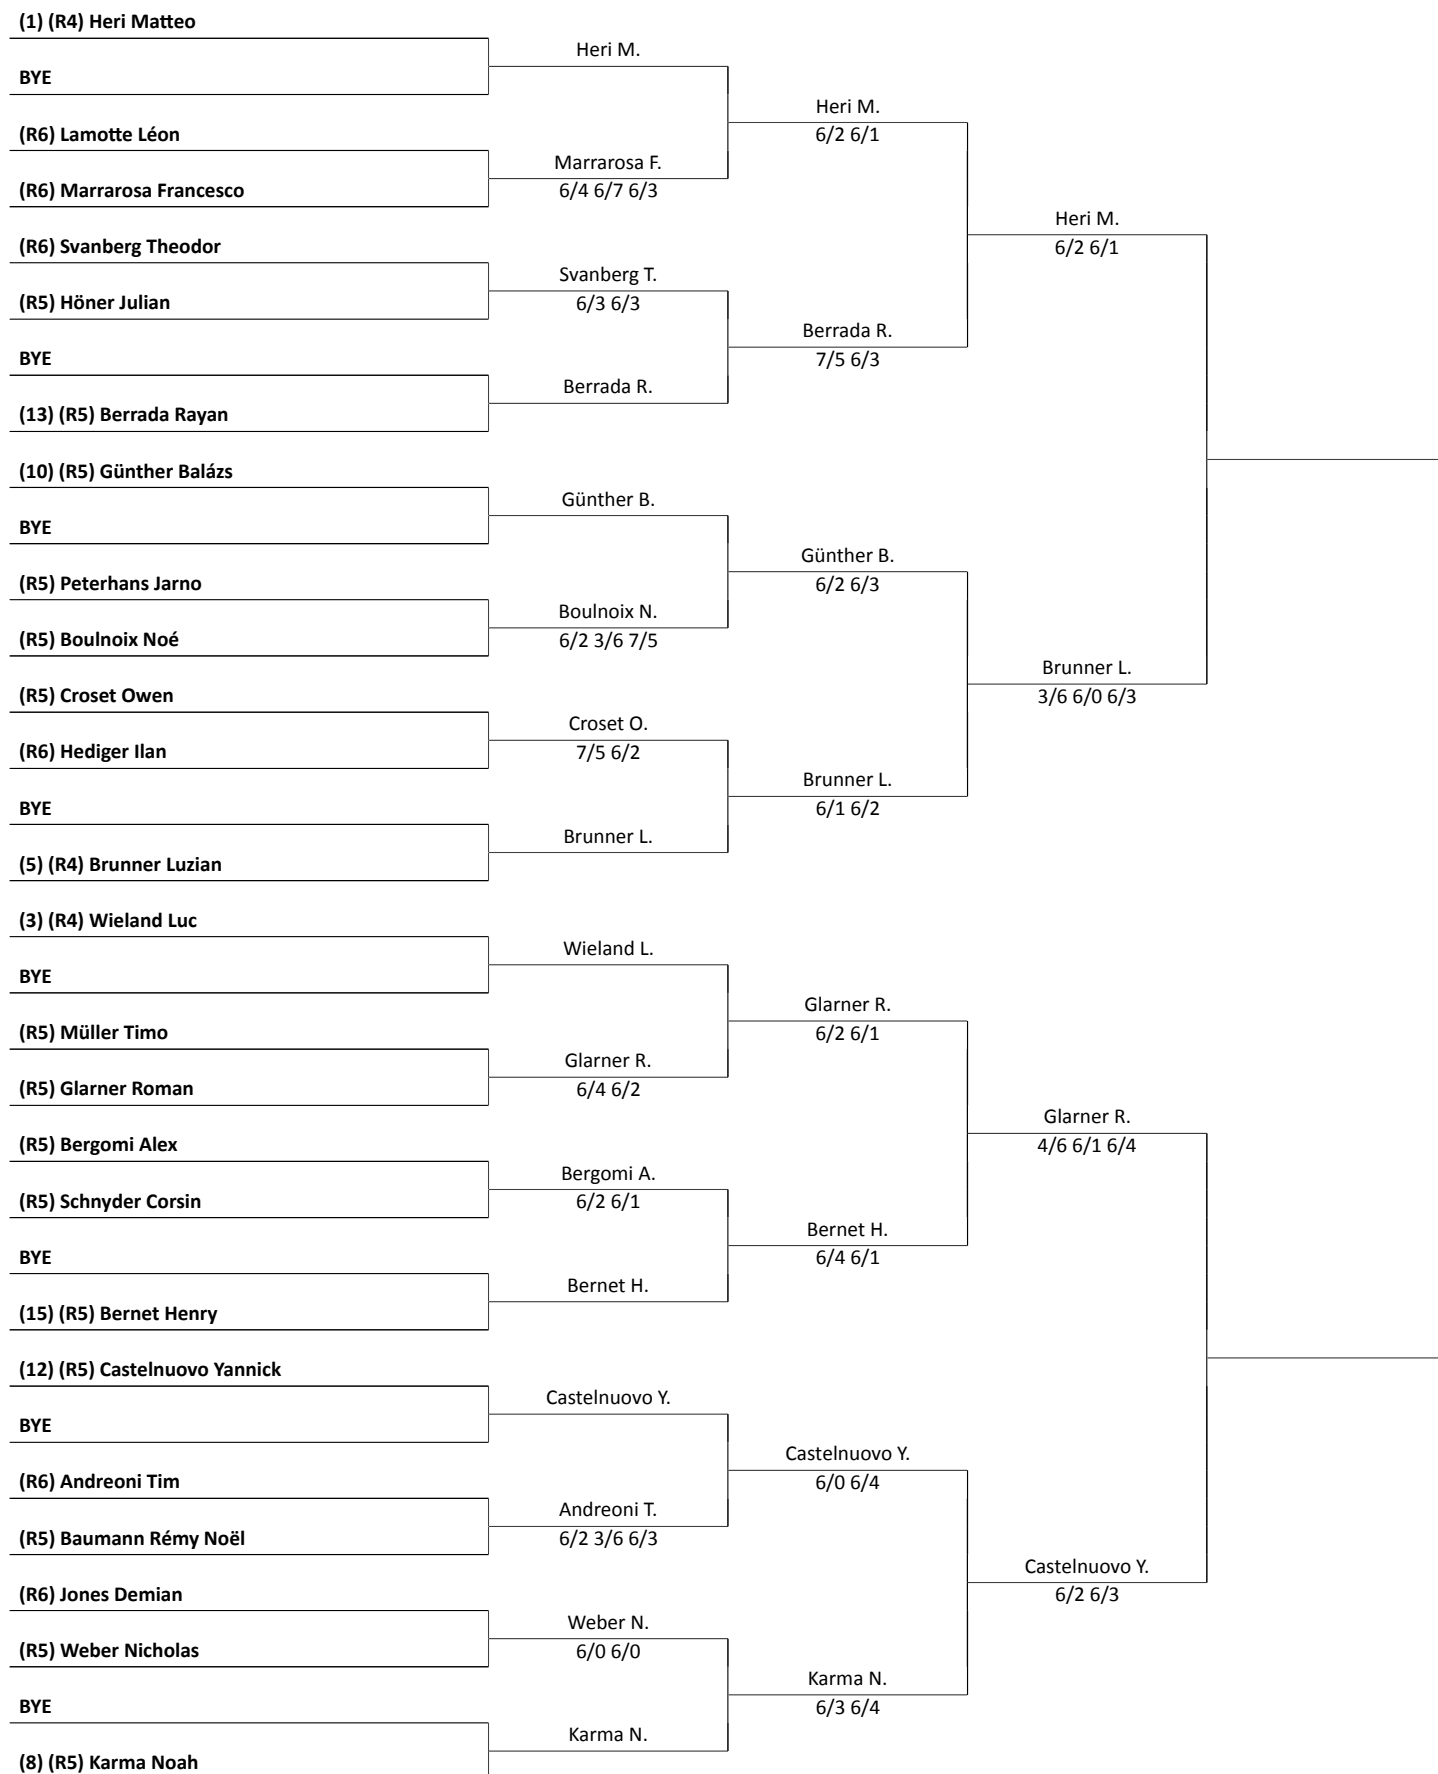 (1) (R4) Heri Matteo
Heri M.
BYE
Heri M.
6/2 6/1
(R6) Lamotte Léon
Marrarosa F.
6/4 6/7 6/3
(R6) Marrarosa Francesco
Heri M.
6/2 6/1
(R6) Svanberg Theodor
Svanberg T.
6/3 6/3
(R5) Höner Julian
Berrada R.
7/5 6/3
BYE
Berrada R.
(13) (R5) Berrada Rayan
(10) (R5) Günther Balázs
Günther B.
BYE
Günther B.
6/2 6/3
(R5) Peterhans Jarno
Boulnoix N.
6/2 3/6 7/5
(R5) Boulnoix Noé
Brunner L.
3/6 6/0 6/3
(R5) Croset Owen
Croset O.
7/5 6/2
(R6) Hediger Ilan
Brunner L.
6/1 6/2
BYE
Brunner L.
(5) (R4) Brunner Luzian
(3) (R4) Wieland Luc
Wieland L.
BYE
Glarner R.
6/2 6/1
(R5) Müller Timo
Glarner R.
6/4 6/2
(R5) Glarner Roman
Glarner R.
4/6 6/1 6/4
(R5) Bergomi Alex
Bergomi A.
6/2 6/1
(R5) Schnyder Corsin
Bernet H.
6/4 6/1
BYE
Bernet H.
(15) (R5) Bernet Henry
(12) (R5) Castelnuovo Yannick
Castelnuovo Y.
BYE
Castelnuovo Y.
6/0 6/4
(R6) Andreoni Tim
Andreoni T.
6/2 3/6 6/3
(R5) Baumann Rémy Noël
Castelnuovo Y.
6/2 6/3
(R6) Jones Demian
Weber N.
6/0 6/0
(R5) Weber Nicholas
Karma N.
6/3 6/4
BYE
Karma N.
(8) (R5) Karma Noah